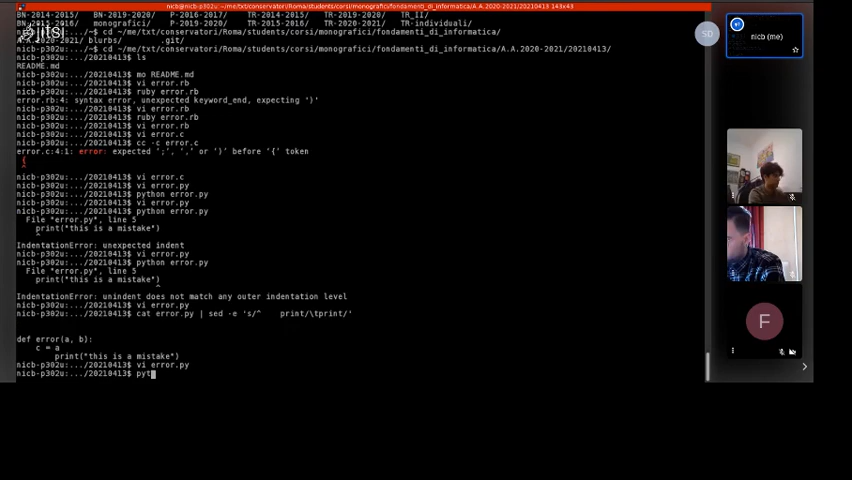 nicb@nicb-p302u: ~/me/txt/conservatori/Roma/students/corsi/monografici/fondamenti_di_informatica/A.A.2020-2021/20210413 143x43
BN-2014-2015/ BN-2019-2020/ P-2016-2017/ TR-2014-2015/ TR-2019-2020/ TR_II/
BN-2015-2016/ monografici/ P-2019-2020/ TR-2015-2016/ TR-2020-2021/ TR-individuali/
nicb-p302u:.../~$ cd ~/me/txt/conservatori/Roma/students/corsi/monografici/fondamenti_di_informatica/
jitsi
A.A.2020-2021/ blurbs/ .git/
nicb-p302u:.../~$ cd ~/me/txt/conservatori/Roma/students/corsi/monografici/fondamenti_di_informatica/A.A.2020-2021/20210413/
nicb-p302u:.../20210413$ ls
README.md
nicb-p302u:.../20210413$ mo README.md
nicb-p302u:.../20210413$ vi error.rb
nicb-p302u:.../20210413$ ruby error.rb
error.rb:4: syntax error, unexpected keyword_end, expecting ')'
nicb-p302u:.../20210413$ vi error.rb
nicb-p302u:.../20210413$ ruby error.rb
nicb-p302u:.../20210413$ vi error.rb
nicb-p302u:.../20210413$ vi error.c
nicb-p302u:.../20210413$ cc -c error.c
error.c:4:1: error: expected ';', ',' or ')' before '{' token
{
^
nicb-p302u:.../20210413$ vi error.c
nicb-p302u:.../20210413$ vi error.py
nicb-p302u:.../20210413$ python error.py
nicb-p302u:.../20210413$ vi error.py
nicb-p302u:.../20210413$ python error.py
File "error.py", line 5
print("this is a mistake")
^
IndentationError: unexpected indent
nicb-p302u:.../20210413$ vi error.py
nicb-p302u:.../20210413$ python error.py
File "error.py", line 5
print("this is a mistake")
^
IndentationError: unindent does not match any outer indentation level
nicb-p302u:.../20210413$ vi error.py
nicb-p302u:.../20210413$ cat error.py | sed -e 's/^    print/\tprint/'
def error(a, b):
c = a
print("this is a mistake")
nicb-p302u:.../20210413$ vi error.py
nicb-p302u:.../20210413$ pyt
SD
nicb (me)
F